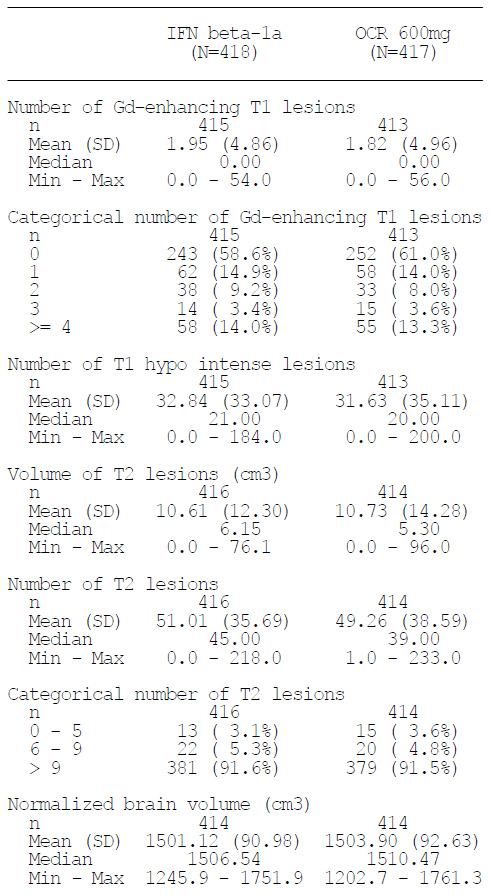 IFN beta-1a OCR 600mg
(N=418) (N=417)
Number of Gd-enhancing T1 lesions
n 415 413
Mean (SD) 1.95 (4.86) 1.82 (4.96)
Median 0.00 0.00
Min - Max 0.0 - 54.0 0.0 - 56.0
Categorical number of Gd-enhancing T1 lesions
n 415 413
0 243 (58.6%) 252 (61.0%)
1 62 (14.9%) 58 (14.0%)
2 38 ( 9.2%) 33 ( 8.0%)
3 14 ( 3.4%) 15 ( 3.6%)
>= 4 58 (14.0%) 55 (13.3%)
Number of T1 hypo intense lesions
n 415 413
Mean (SD) 32.84 (33.07) 31.63 (35.11)
Median 21.00 20.00
Min - Max 0.0 - 184.0 0.0 - 200.0
Volume of T2 lesions (cm3)
n 416 414
Mean (SD) 10.61 (12.30) 10.73 (14.28)
Median 6.15 5.30
Min - Max 0.0 - 76.1 0.0 - 96.0
Number of T2 lesions
n 416 414
Mean (SD) 51.01 (35.69) 49.26 (38.59)
Median 45.00 39.00
Min - Max 0.0 - 218.0 1.0 - 233.0
Categorical number of T2 lesions
n 416 414
0 - 5 13 ( 3.1%) 15 ( 3.6%)
6 - 9 22 ( 5.3%) 20 ( 4.8%)
> 9 381 (91.6%) 379 (91.5%)
Normalized brain volume (cm3)
n 414 414
Mean (SD) 1501.12 (90.98) 1503.90 (92.63)
Median 1506.54 1510.47
Min - Max 1245.9 - 1751.9 1202.7 - 1761.3